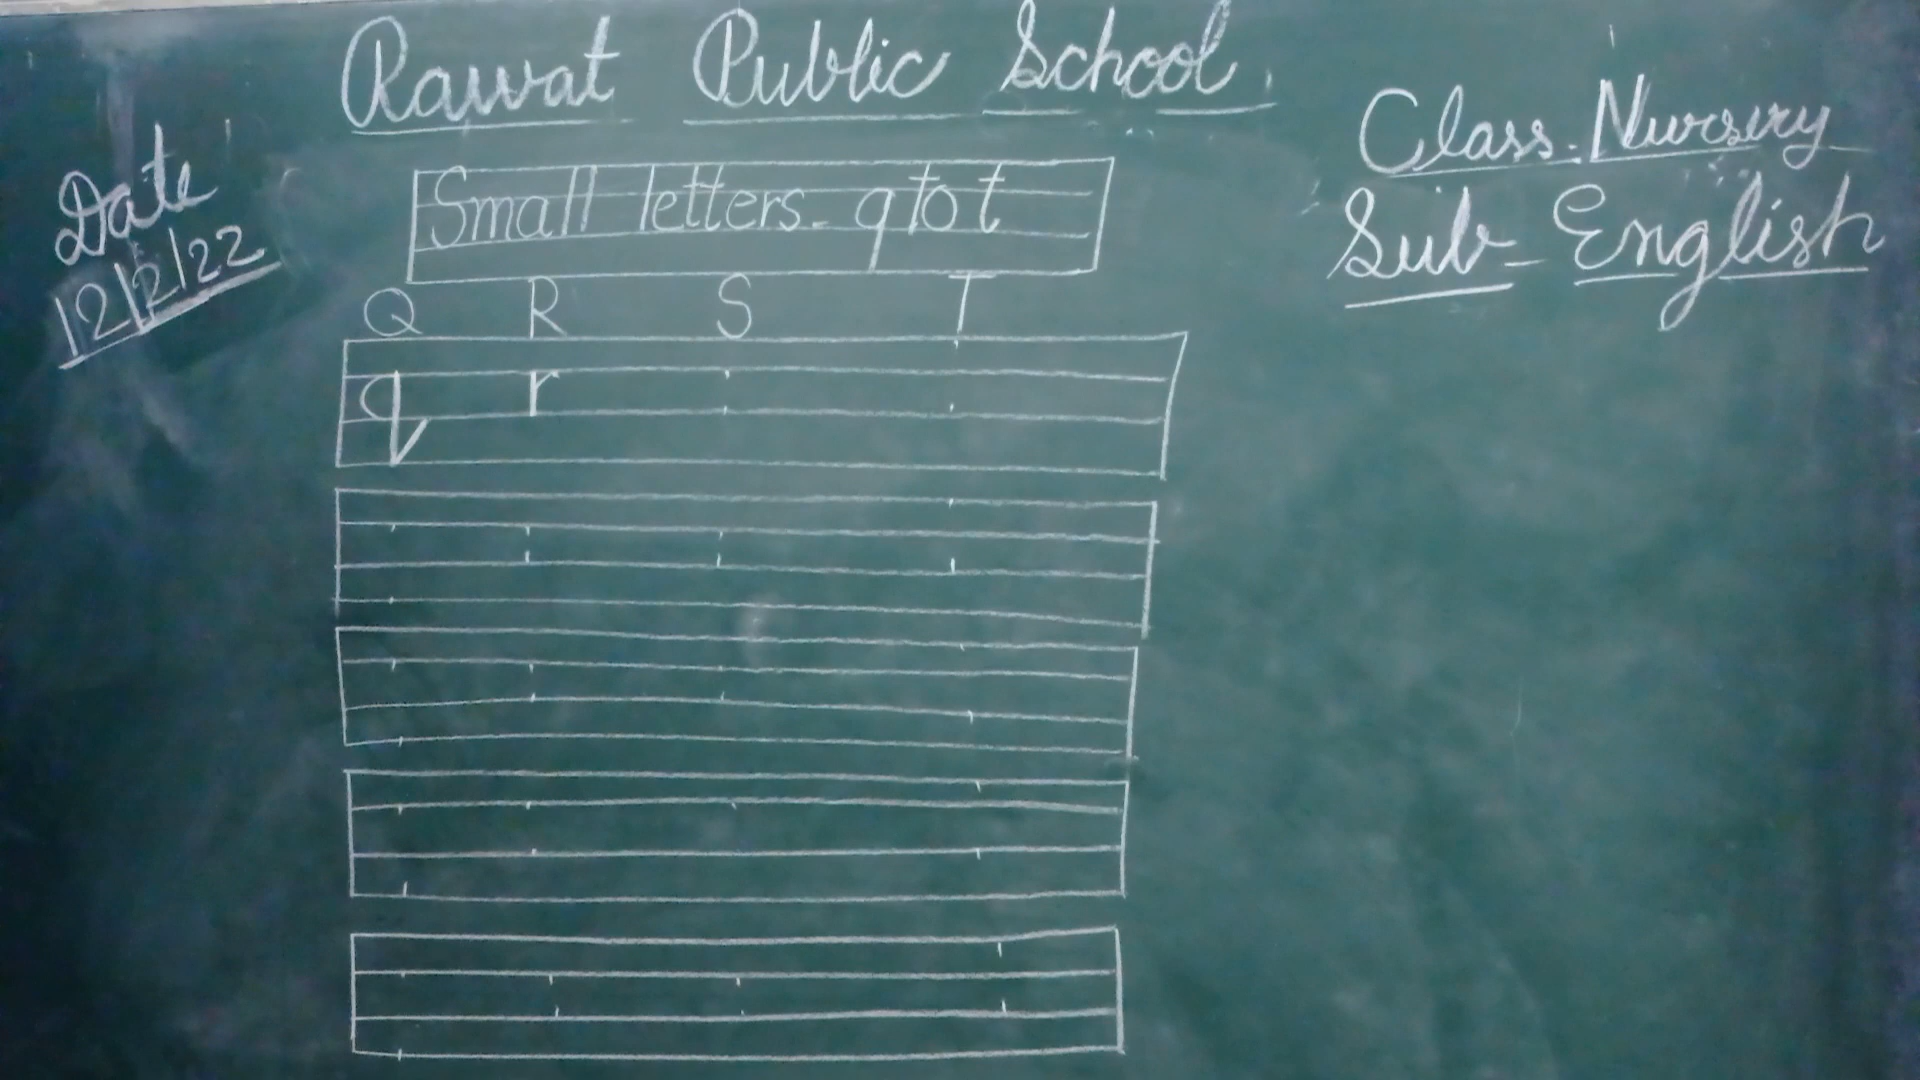 Rawat Public School
Class. Nursery
Sub - English
Date
12/12/22
Small letters - q to t
Q R S T
q r